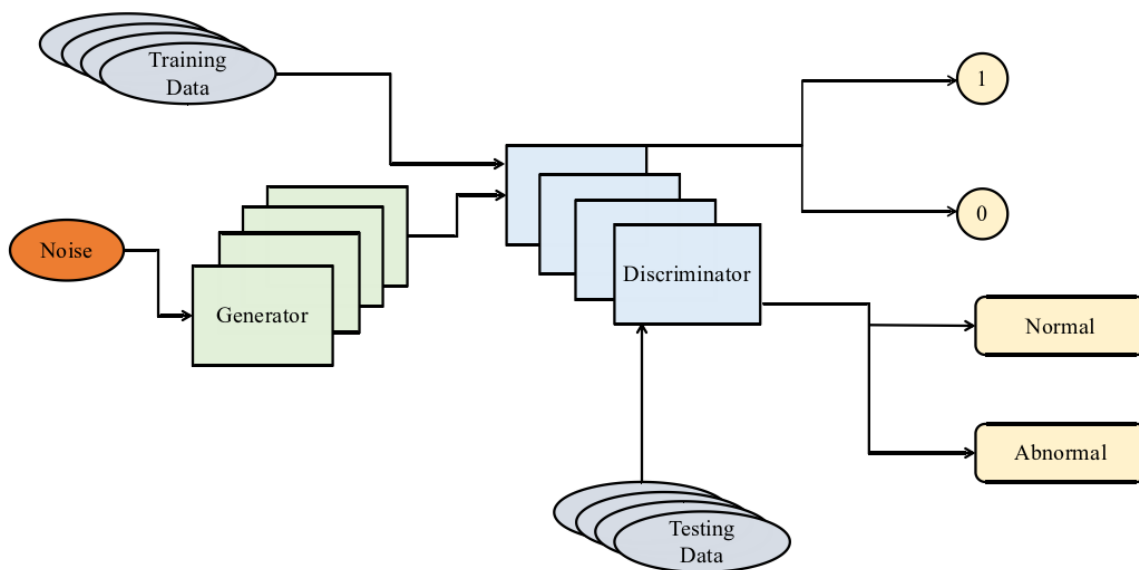 Training
Data
1
Noise
Generator
Discriminator
0
Normal
Abnormal
Testing
Data